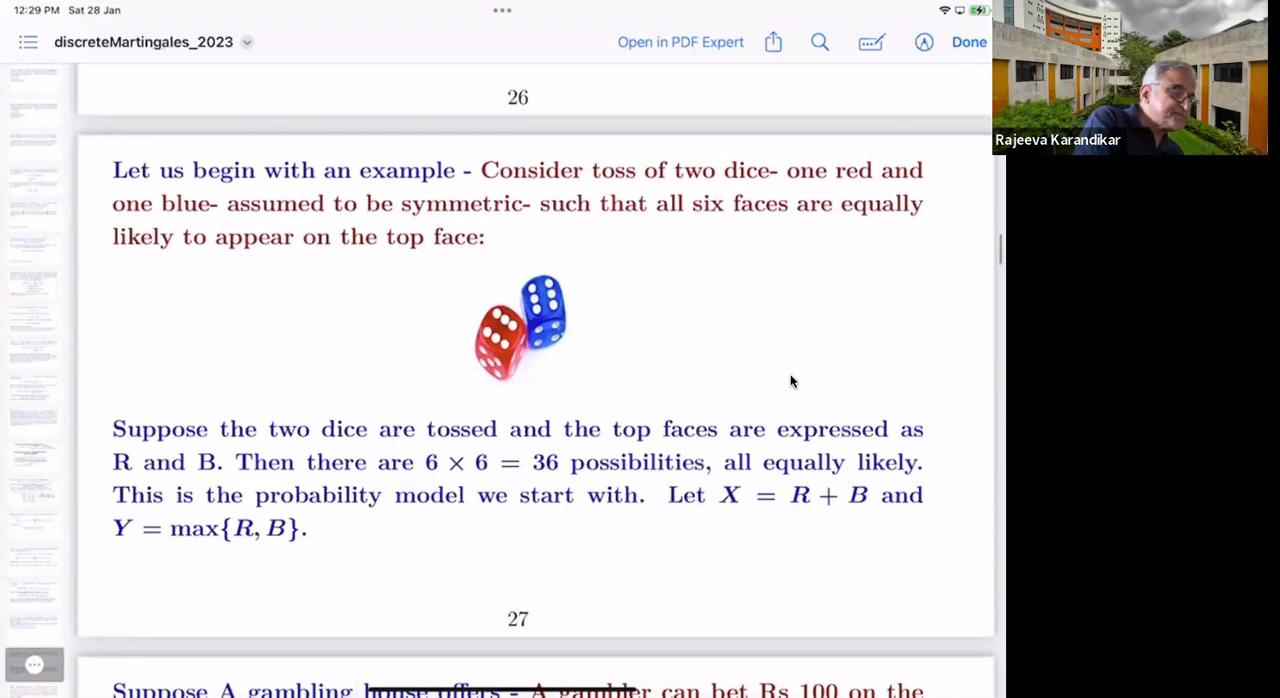 12:29 PM Sat 28 Jan
discreteMartingales_2023
Open in PDF Expert
Done
Rajeeva Karandikar
26
Let us begin with an example - Consider toss of two dice- one red and
one blue- assumed to be symmetric- such that all six faces are equally
likely to appear on the top face:
Suppose the two dice are tossed and the top faces are expressed as
R and B. Then there are 6 × 6 = 36 possibilities, all equally likely.
This is the probability model we start with. Let X = R + B and
Y = max{R, B}.
27
Suppose A gambling house offers - A gambler can bet Rs 100 on the